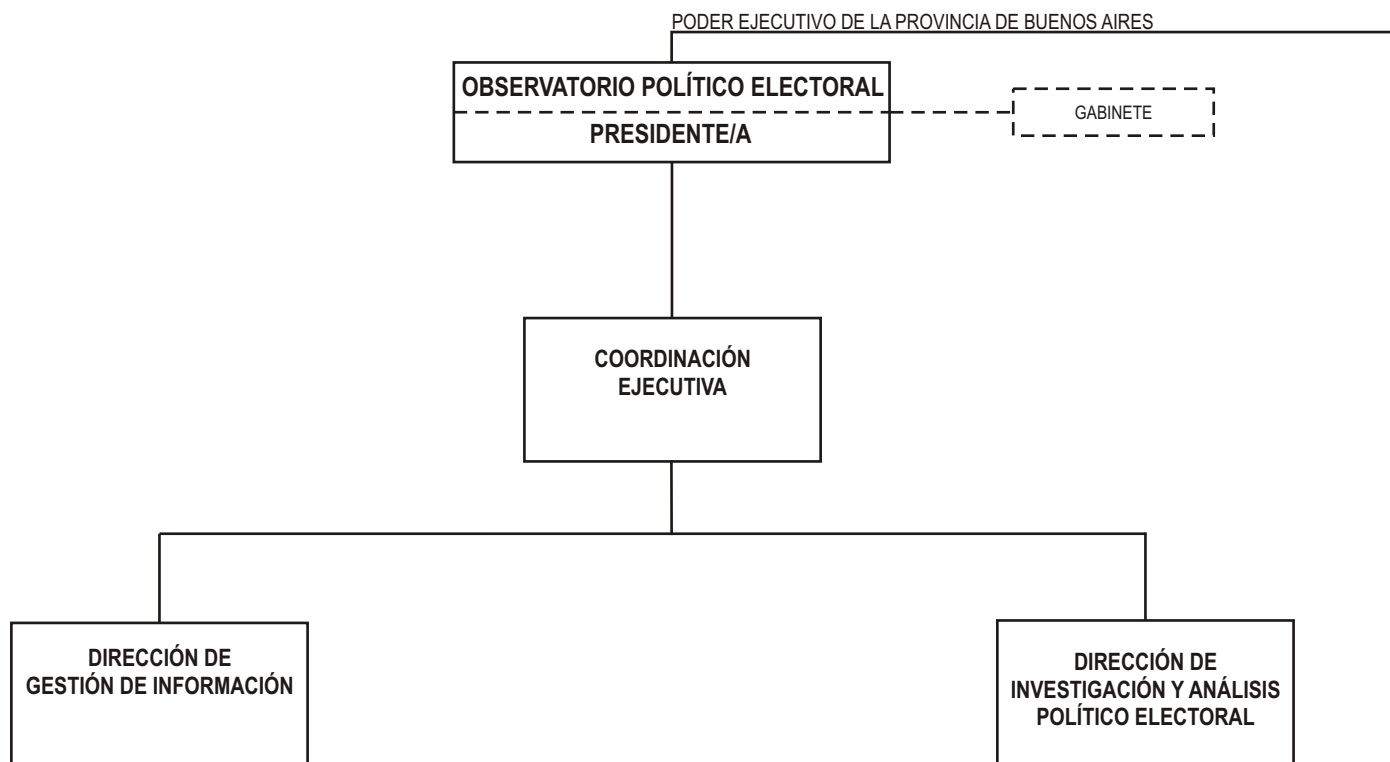 PODER EJECUTIVO DE LA PROVINCIA DE BUENOS AIRES
OBSERVATORIO POLÍTICO ELECTORAL
PRESIDENTE/A
GABINETE
COORDINACIÓN
EJECUTIVA
DIRECCIÓN DE
GESTIÓN DE INFORMACIÓN
DIRECCIÓN DE
INVESTIGACIÓN Y ANÁLISIS
POLÍTICO ELECTORAL